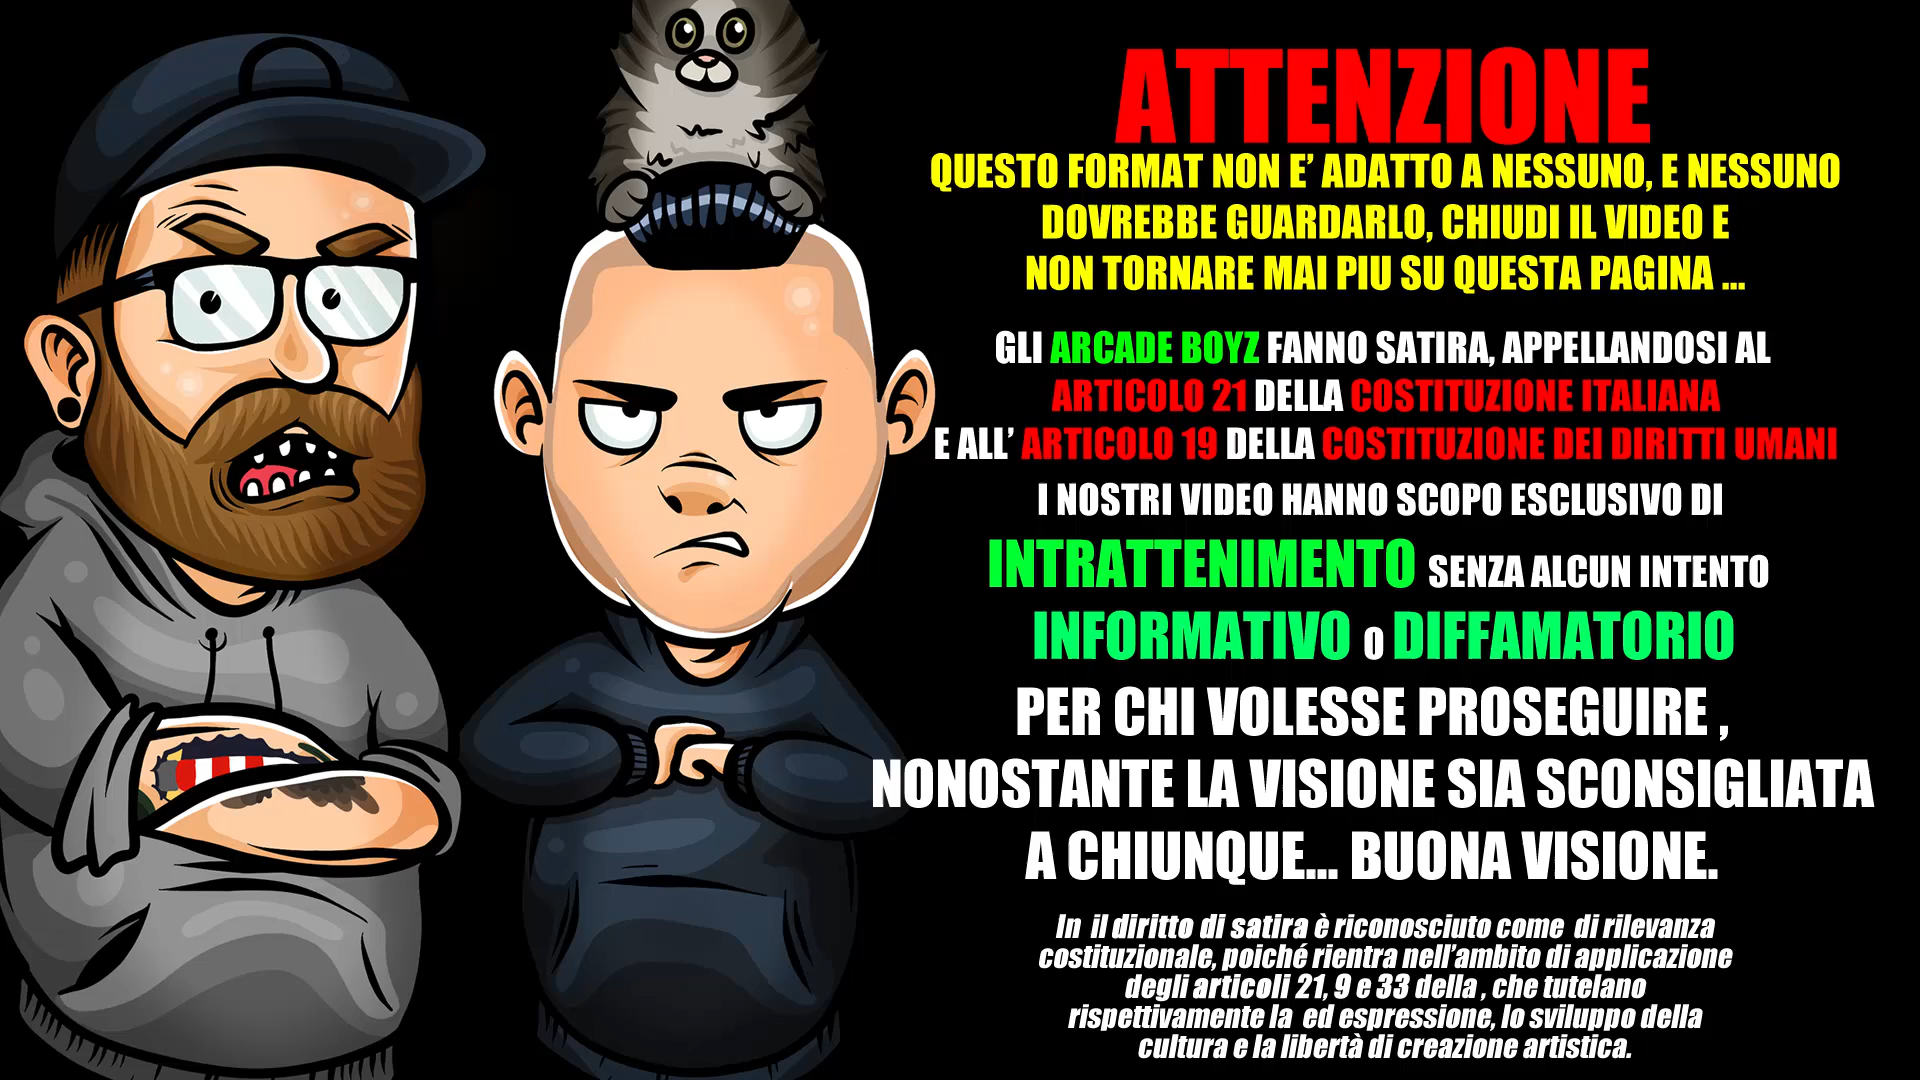 ATTENZIONE
QUESTO FORMAT NON E' ADATTO A NESSUNO, E NESSUNO
DOVREBBE GUARDARLO, CHIUDI IL VIDEO E
NON TORNARE MAI PIU SU QUESTA PAGINA ...
GLI ARCADE BOYZ FANNO SATIRA, APPELLANDOSI AL
ARTICOLO 21 DELLA COSTITUZIONE ITALIANA
E ALL' ARTICOLO 19 DELLA COSTITUZIONE DEI DIRITTI UMANI
I NOSTRI VIDEO HANNO SCOPO ESCLUSIVO DI
INTRATTENIMENTO SENZA ALCUN INTENTO
INFORMATIVO O DIFFAMATORIO
PER CHI VOLESSE PROSEGUIRE ,
NONOSTANTE LA VISIONE SIA SCONSIGLIATA
A CHIUNQUE... BUONA VISIONE.
In il diritto di satira è riconosciuto come di rilevanza
costituzionale, poiché rientra nell'ambito di applicazione
degli articoli 21, 9 e 33 della , che tutelano
rispettivamente la ed espressione, lo sviluppo della
cultura e la libertà di creazione artistica.